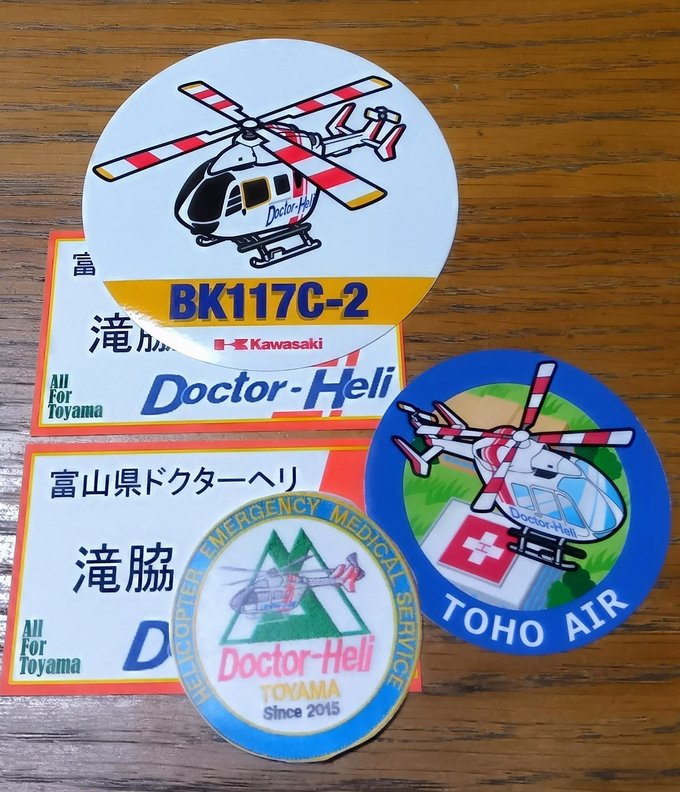 Doctor-Heli
BK117C-2
Kawasaki
富
滝脇
All
For
Toyama
Doctor-Heli
Doctor-Heli
TOHO AIR
富山県ドクターヘリ
滝脇
All
For
Toyama
D
HELICOPTER EMERGENCY MEDICAL SERVICE
Doctor-Heli
TOYAMA
Since 2015